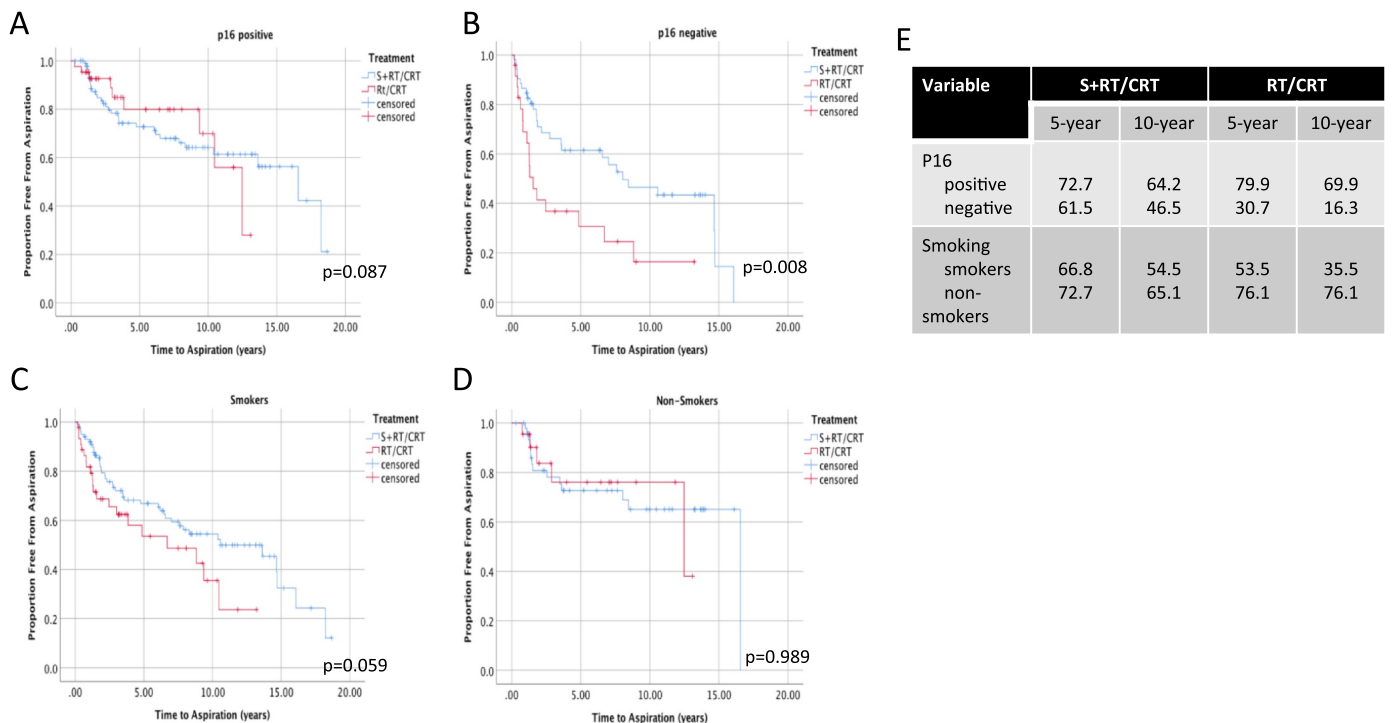 A
p16 positive
Treatment
S+RT/CRT
Rt/CRT
censored
censored
Proportion Free From Aspiration
1.0
0.8
0.6
0.4
0.2
0.0
p=0.087
.00 5.00 10.00 15.00 20.00
Time to Aspiration (years)
B
p16 negative
Treatment
S+RT/CRT
RT/CRT
censored
censored
Proportion Free From Aspiration
1.0
0.8
0.6
0.4
0.2
0.0
p=0.008
.00 5.00 10.00 15.00 20.00
Time to Aspiration (years)
C
Smokers
Treatment
S+RT/CRT
RT/CRT
censored
censored
Proportion Free From Aspiration
1.0
0.8
0.6
0.4
0.2
0.0
p=0.059
.00 5.00 10.00 15.00 20.00
Time to Aspiration (years)
D
Non-Smokers
Treatment
S+RT/CRT
RT/CRT
censored
censored
Proportion Free From Aspiration
1.0
0.8
0.6
0.4
0.2
0.0
p=0.989
.00 5.00 10.00 15.00 20.00
Time to Aspiration (years)
E
Variable S+RT/CRT RT/CRT
5-year 10-year 5-year 10-year
P16
positive 72.7 64.2 79.9 69.9
negative 61.5 46.5 30.7 16.3
Smoking
smokers 66.8 54.5 53.5 35.5
non- 72.7 65.1 76.1 76.1
smokers